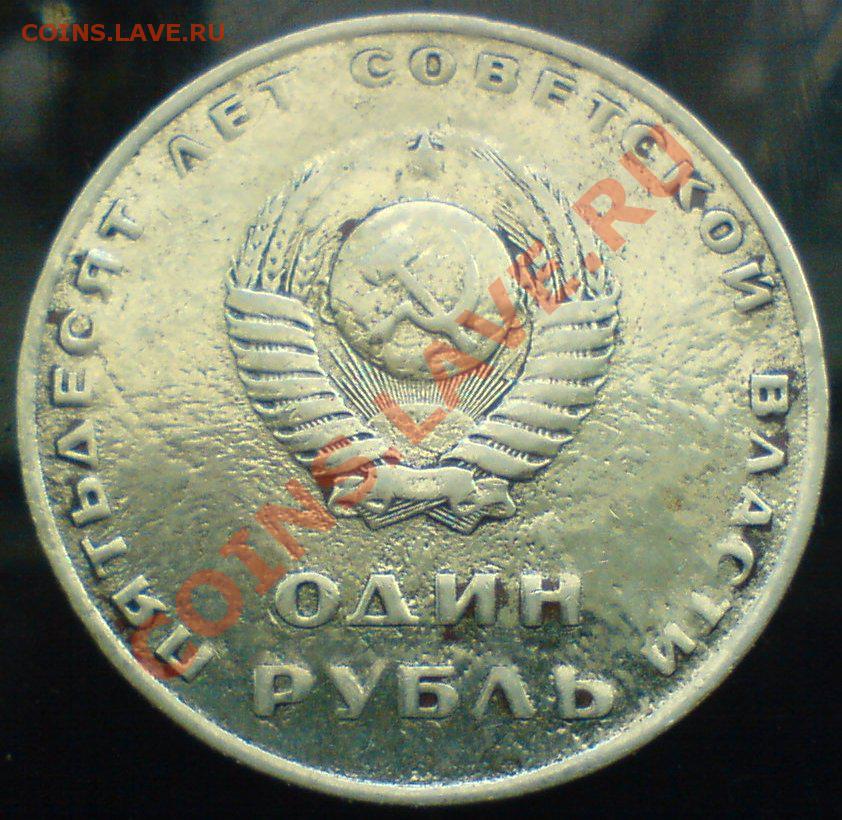 COINS.LAVE.RU
ПЯТЬДЕСЯТ ЛЕТ СОВЕТСКОЙ ВЛАСТИ
COINS.LAVE.RU
ОДИН
РУБЛЬ